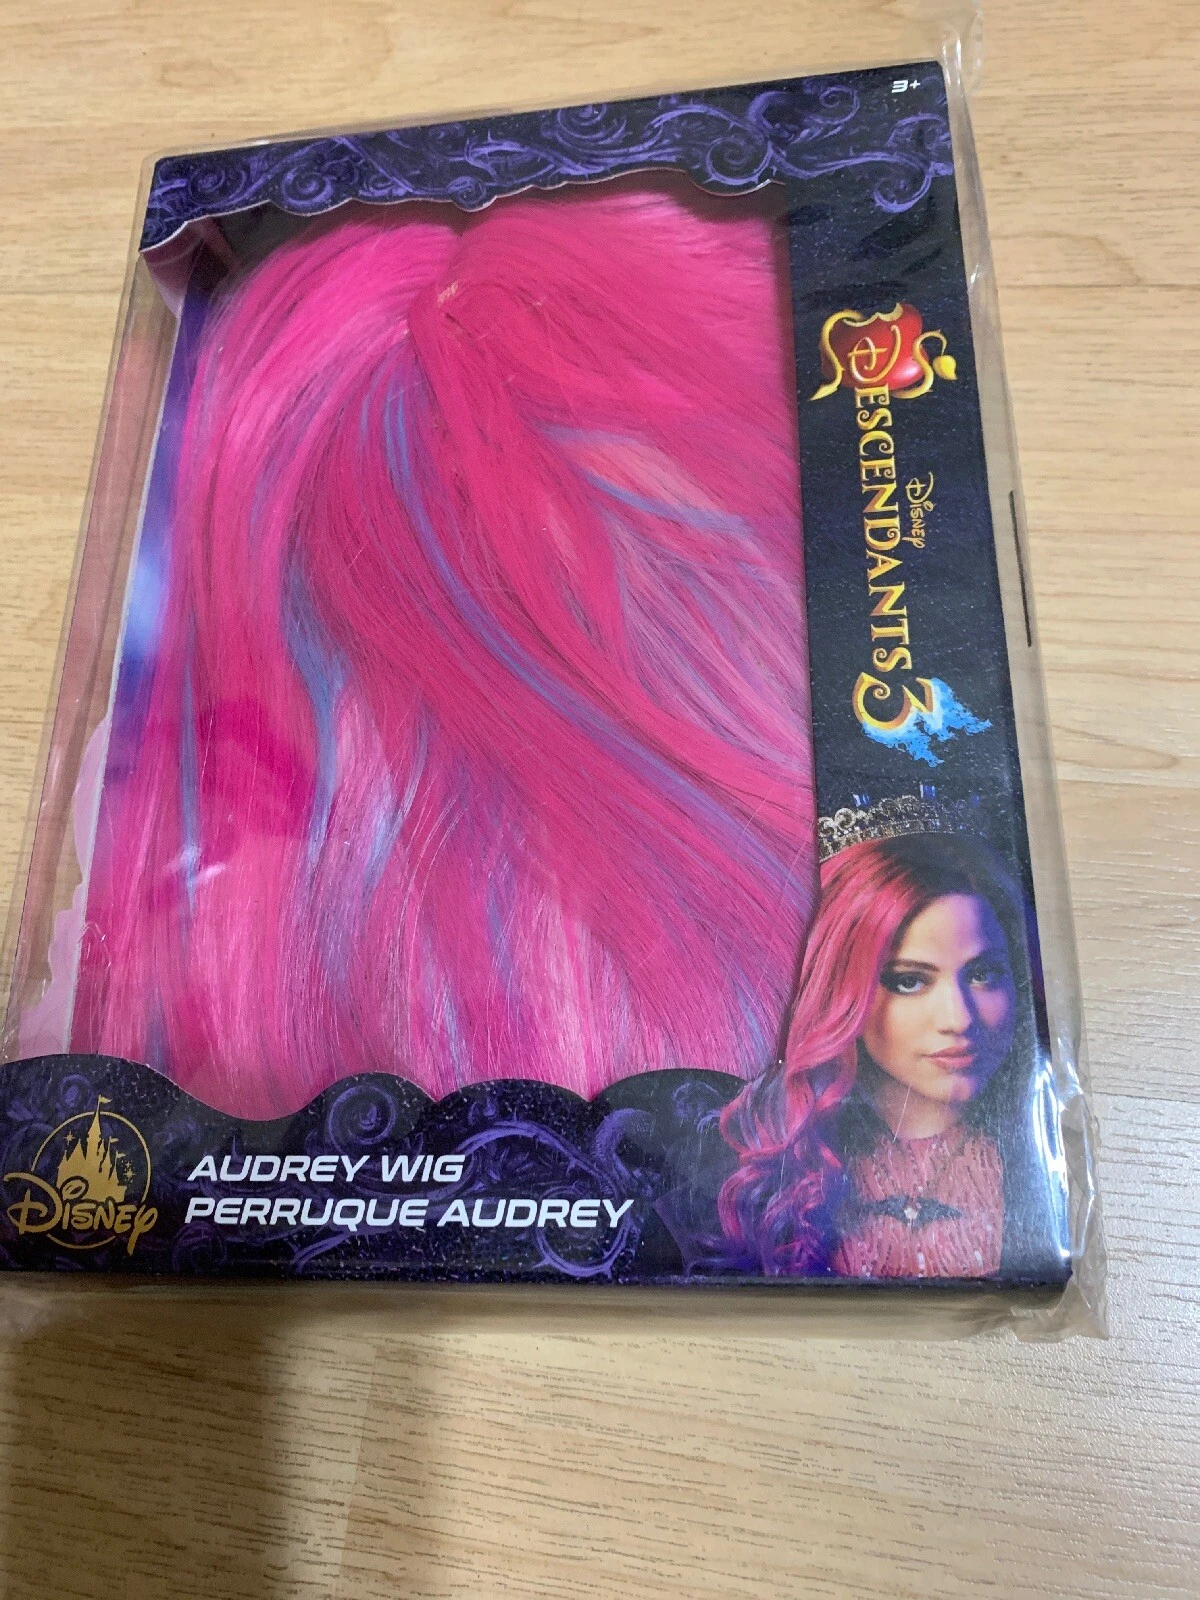 3+
Disney
DESCENDANTS 3
Disney
AUDREY WIG
PERRUQUE AUDREY